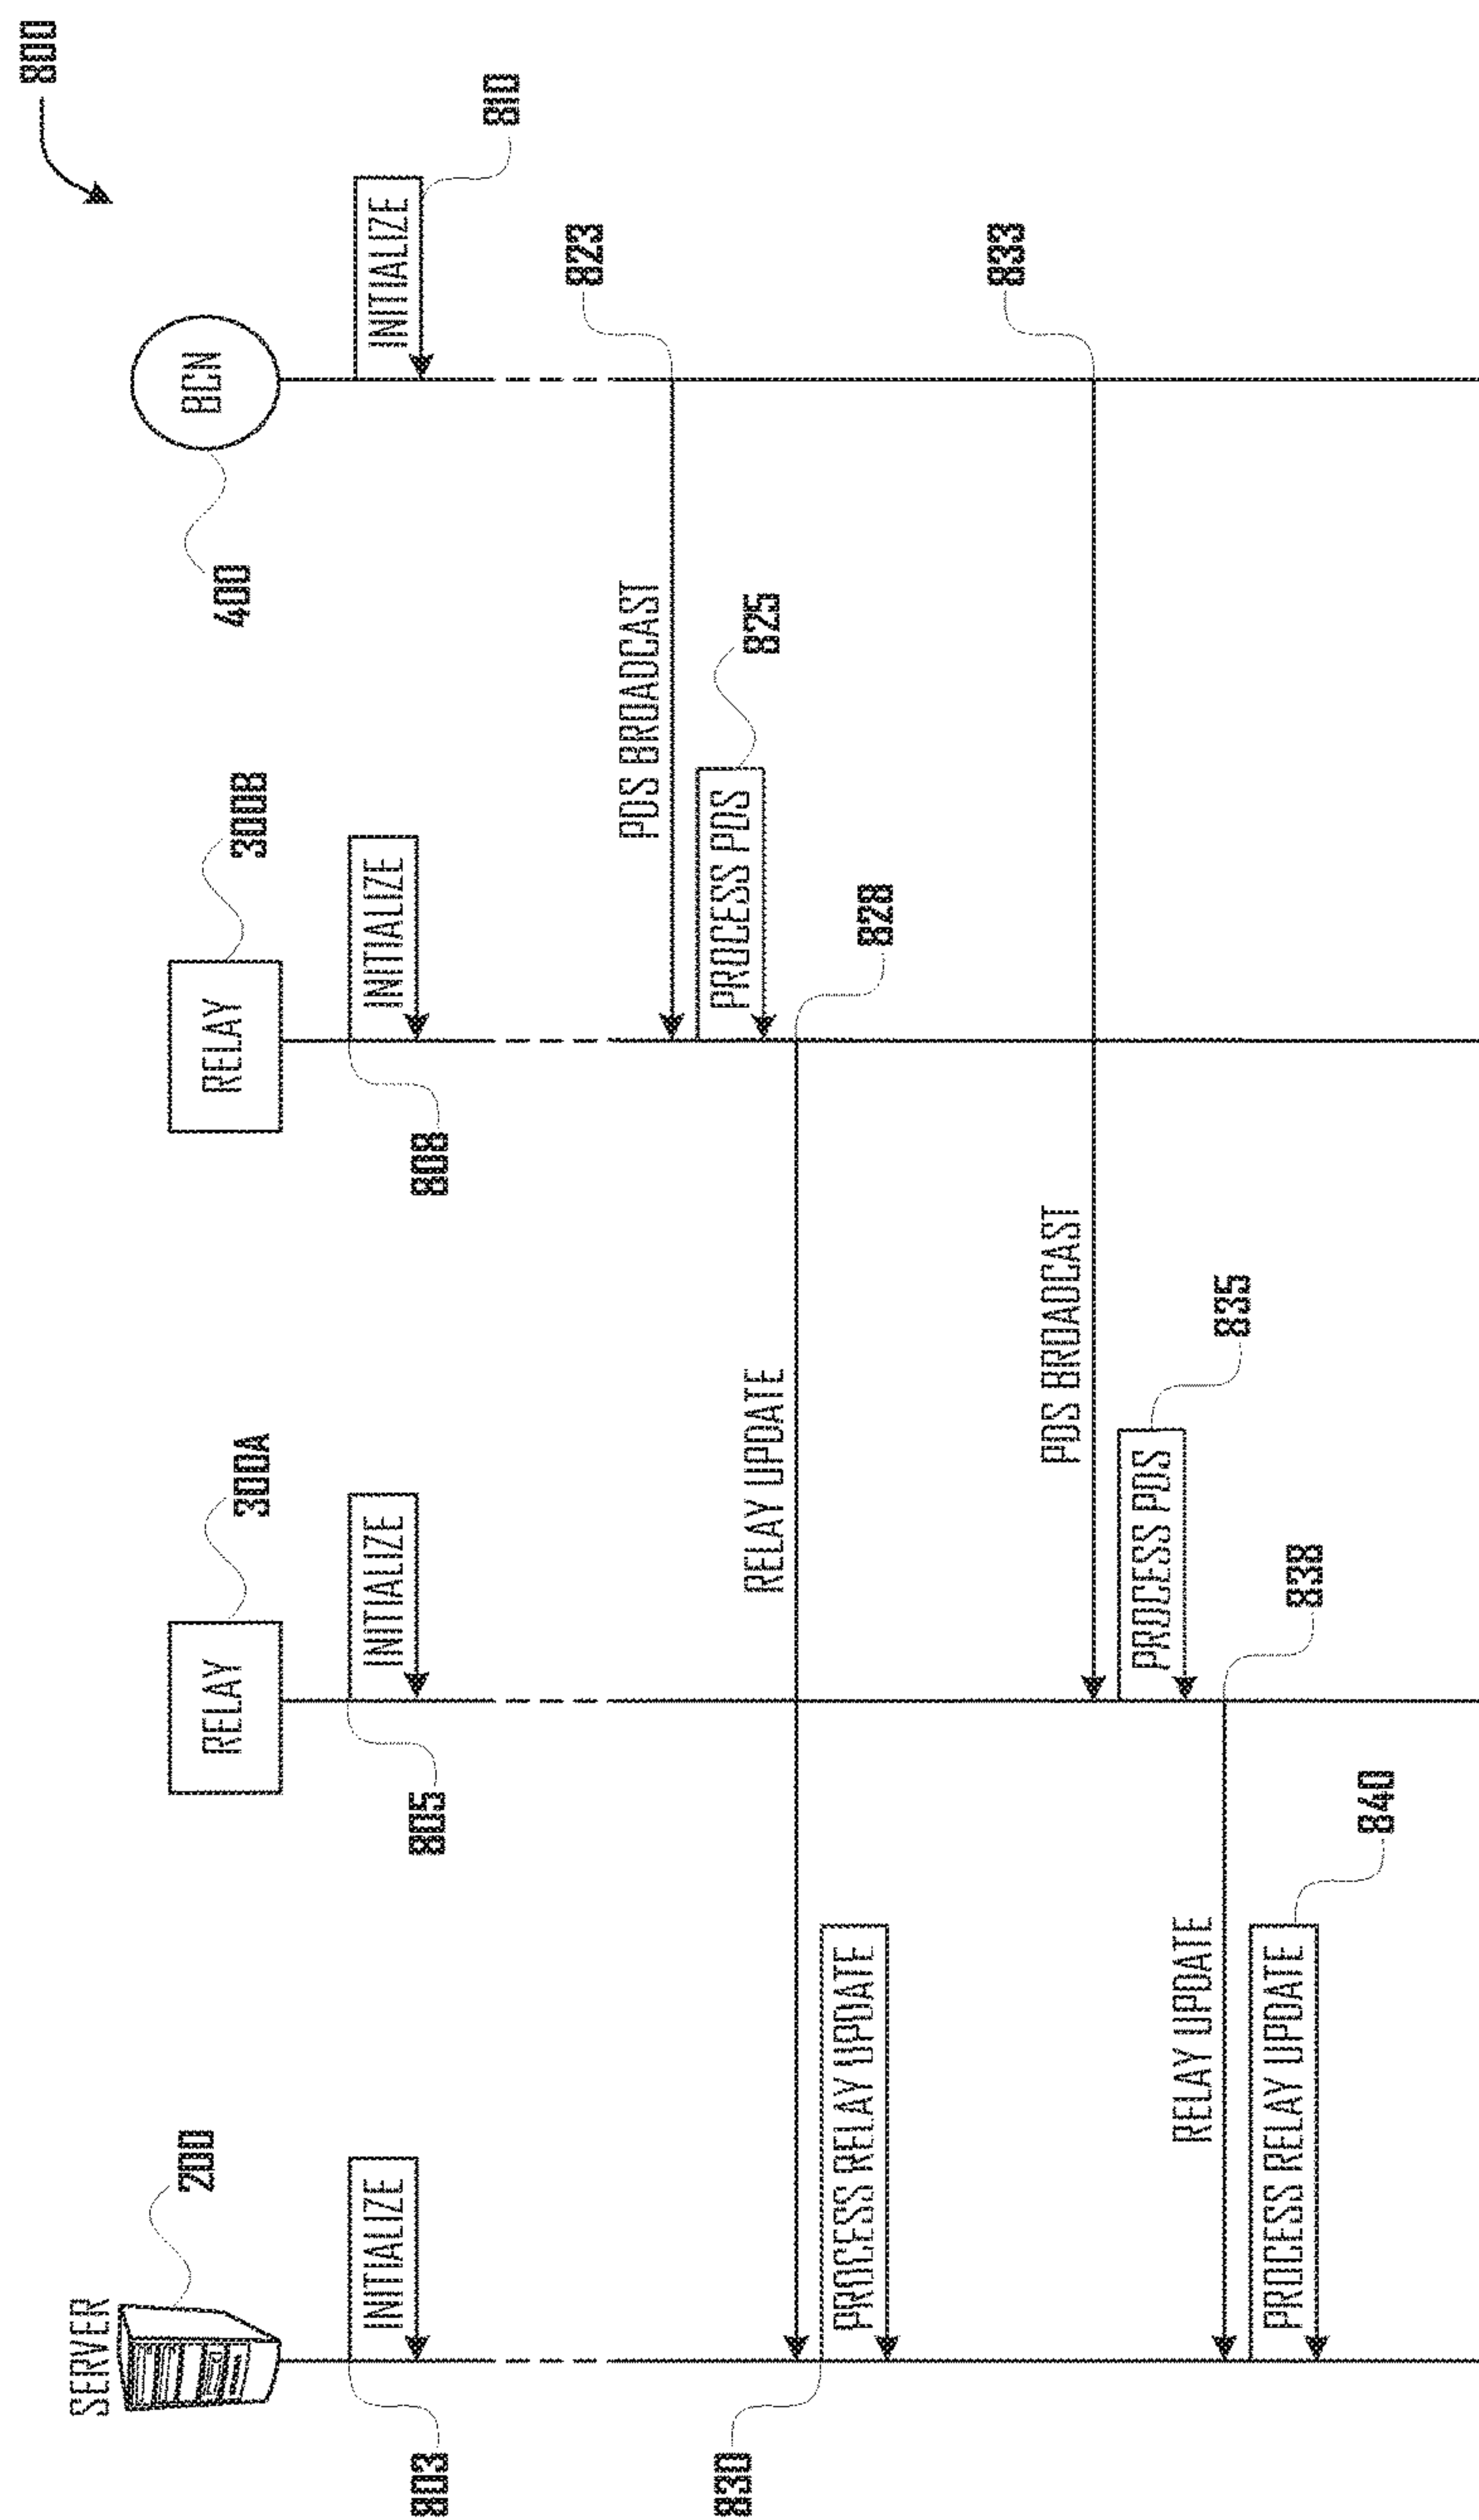 800
SERVER
200
RELAY
300A
RELAY
300B
BCN
400
INITIALIZE
803
INITIALIZE
805
INITIALIZE
808
INITIALIZE
810
PDS BROADCAST
823
PROCESS PDS
825
RELAY UPDATE
828
PROCESS RELAY UPDATE
830
PDS BROADCAST
833
PROCESS PDS
835
RELAY UPDATE
838
PROCESS RELAY UPDATE
840